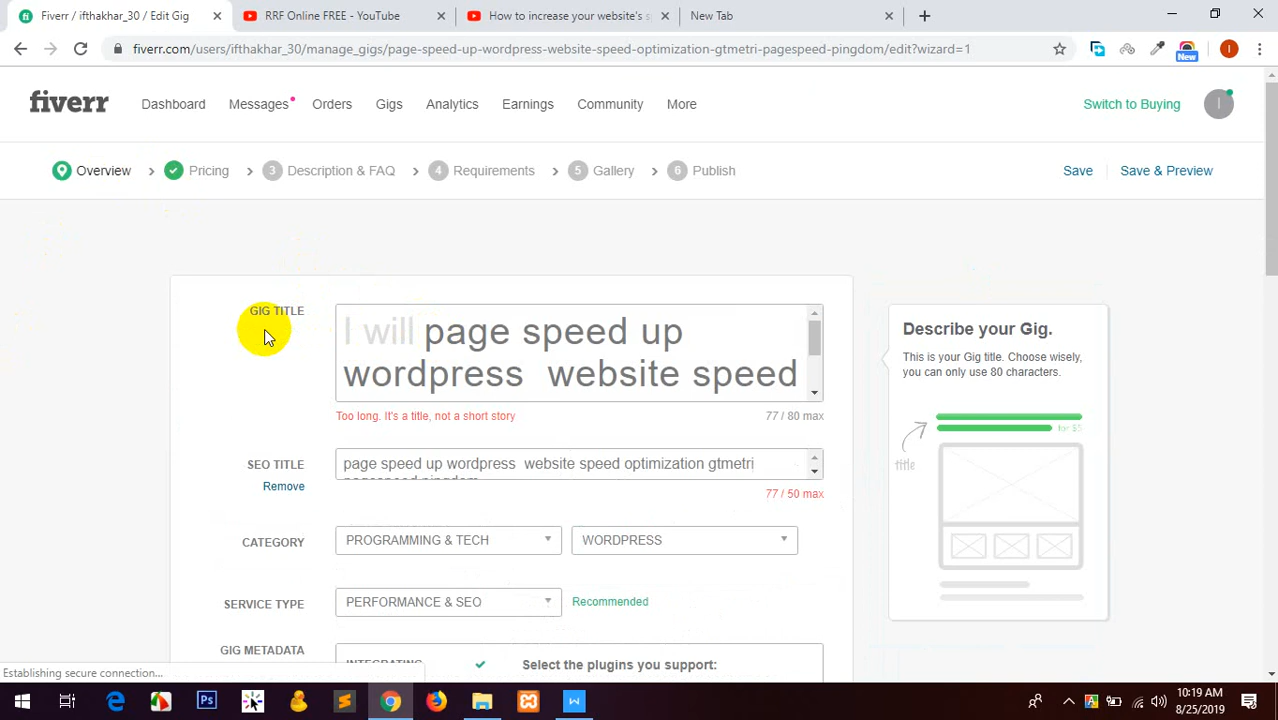 Fiverr / ifthakhar_30 / Edit Gig
RRF Online FREE - YouTube
How to increase your website's s
New Tab
fiverr.com/users/ifthakhar_30/manage_gigs/page-speed-up-wordpress-website-speed-optimization-gtmetri-pagespeed-pingdom/edit?wizard=1
New
I
fiverr
Dashboard
Messages
Orders
Gigs
Analytics
Earnings
Community
More
Switch to Buying
I
Overview
Pricing
3 Description & FAQ
4 Requirements
5 Gallery
6 Publish
Save
Save & Preview
GIG TITLE
I will page speed up
wordpress website speed
Too long. It's a title, not a short story
77 / 80 max
Describe your Gig.
This is your Gig title. Choose wisely,
you can only use 80 characters.
for $5
title
SEO TITLE
Remove
page speed up wordpress website speed optimization gtmetri
pagespeed pingdom
77 / 50 max
CATEGORY
PROGRAMMING & TECH
WORDPRESS
SERVICE TYPE
PERFORMANCE & SEO
Recommended
GIG METADATA
INTEGRATING
Select the plugins you support:
Establishing secure connection...
Ps
W
A
10:19 AM
8/25/2019